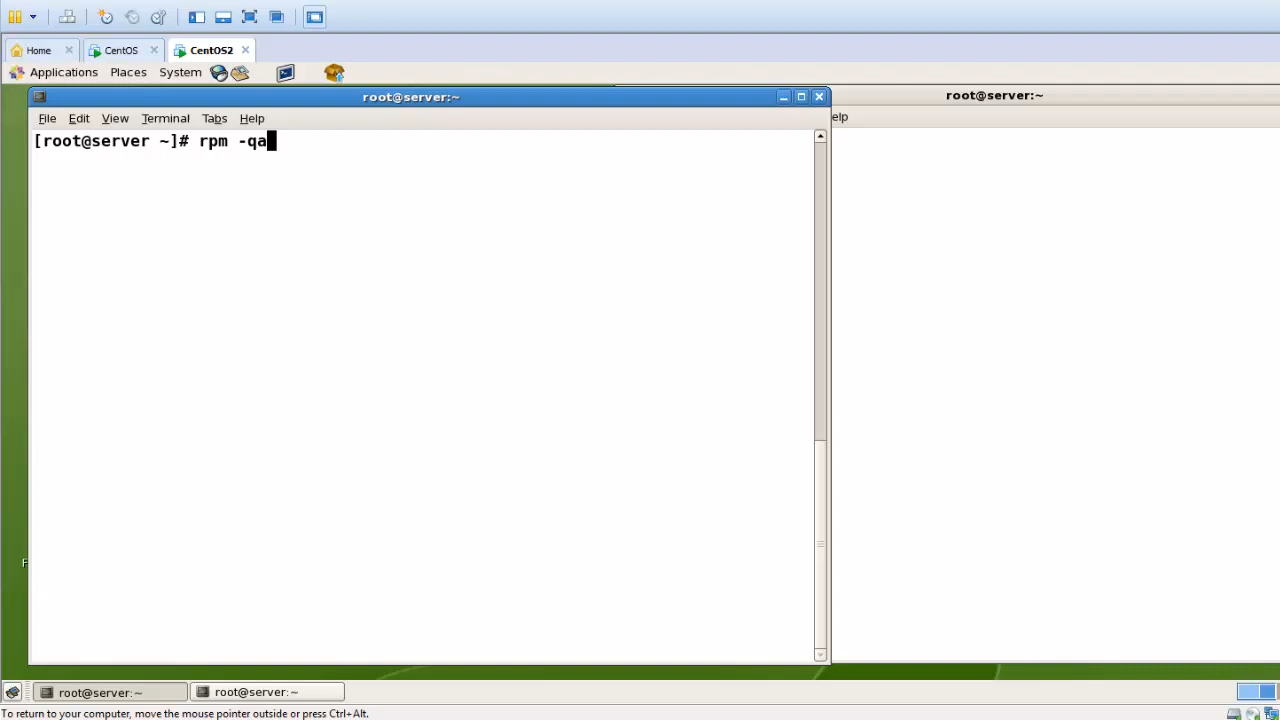 Home
CentOS
CentOS2
Applications Places System
root@server:~
root@server:~
File Edit View Terminal Tabs Help
elp
[root@server ~]# rpm -qa
F
root@server:~
root@server:~
To return to your computer, move the mouse pointer outside or press Ctrl+Alt.